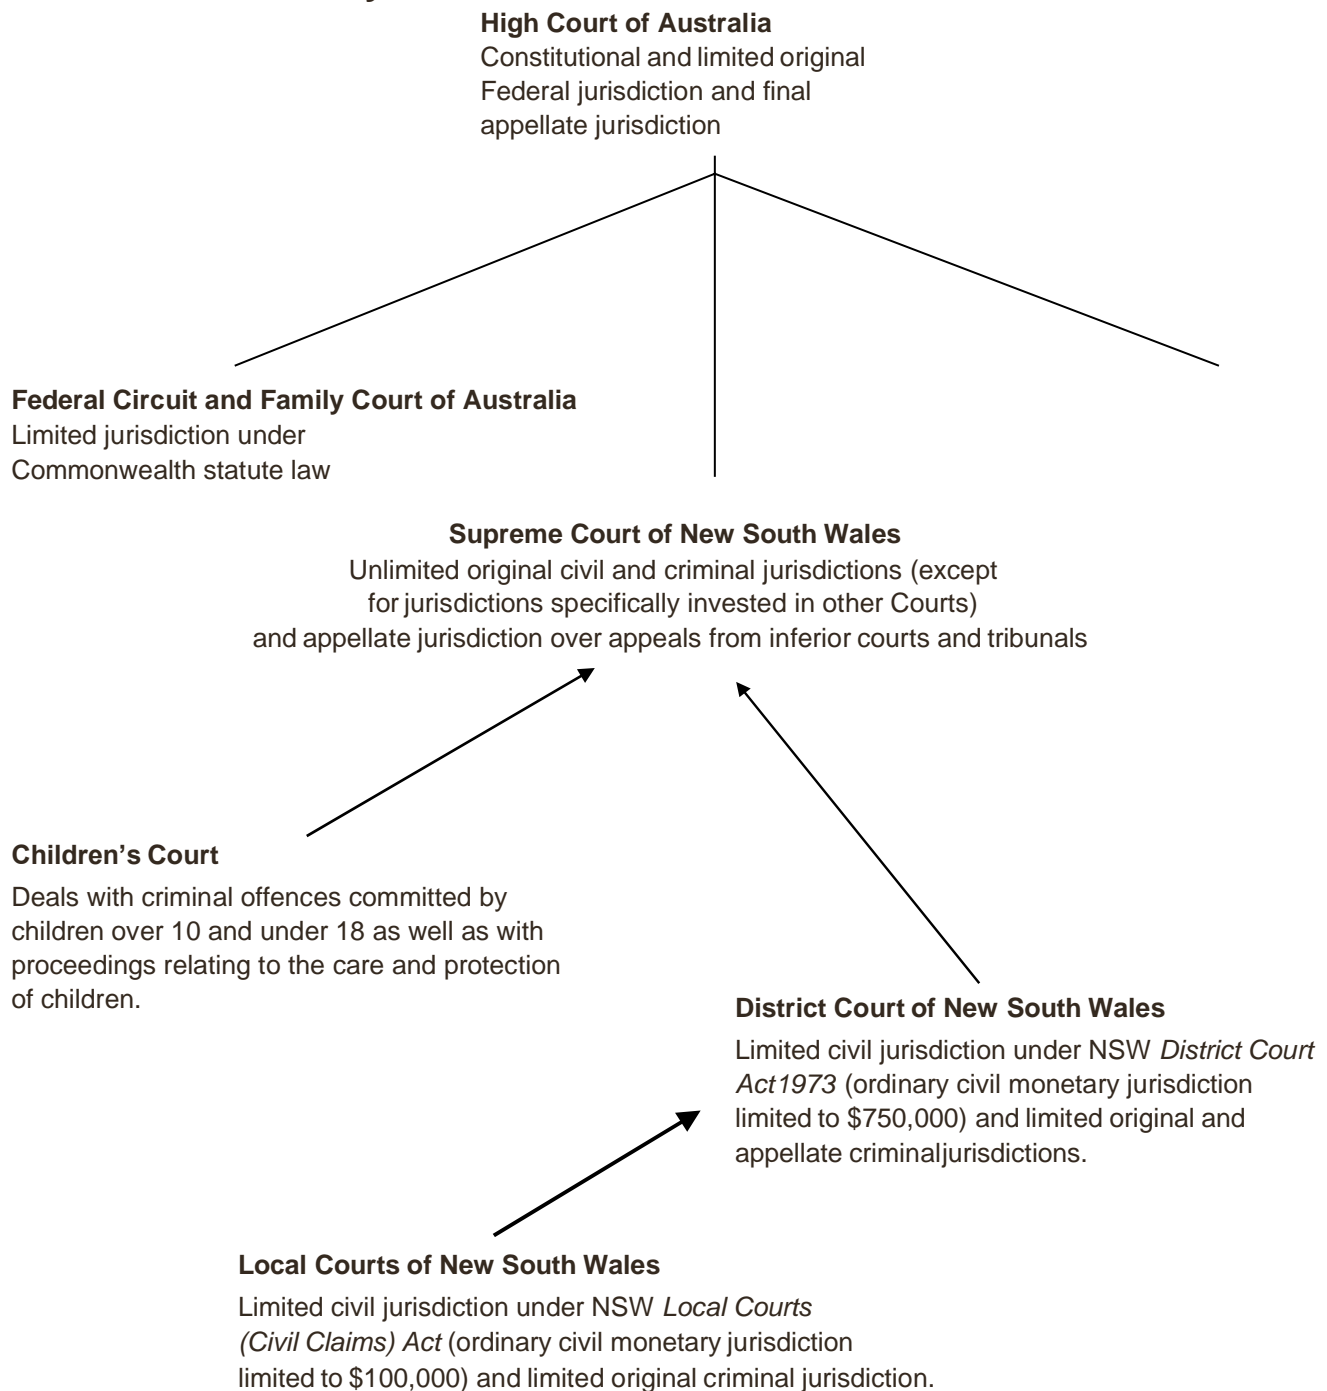 High Court of Australia
Constitutional and limited original
Federal jurisdiction and final
appellate jurisdiction
Federal Circuit and Family Court of Australia
Limited jurisdiction under
Commonwealth statute law
Supreme Court of New South Wales
Unlimited original civil and criminal jurisdictions (except
for jurisdictions specifically invested in other Courts)
and appellate jurisdiction over appeals from inferior courts and tribunals
Children's Court
Deals with criminal offences committed by
children over 10 and under 18 as well as with
proceedings relating to the care and protection
of children.
District Court of New South Wales
Limited civil jurisdiction under NSW District Court
Act1973 (ordinary civil monetary jurisdiction
limited to $750,000) and limited original and
appellate criminaljurisdictions.
Local Courts of New South Wales
Limited civil jurisdiction under NSW Local Courts
(Civil Claims) Act (ordinary civil monetary jurisdiction
limited to $100,000) and limited original criminal jurisdiction.